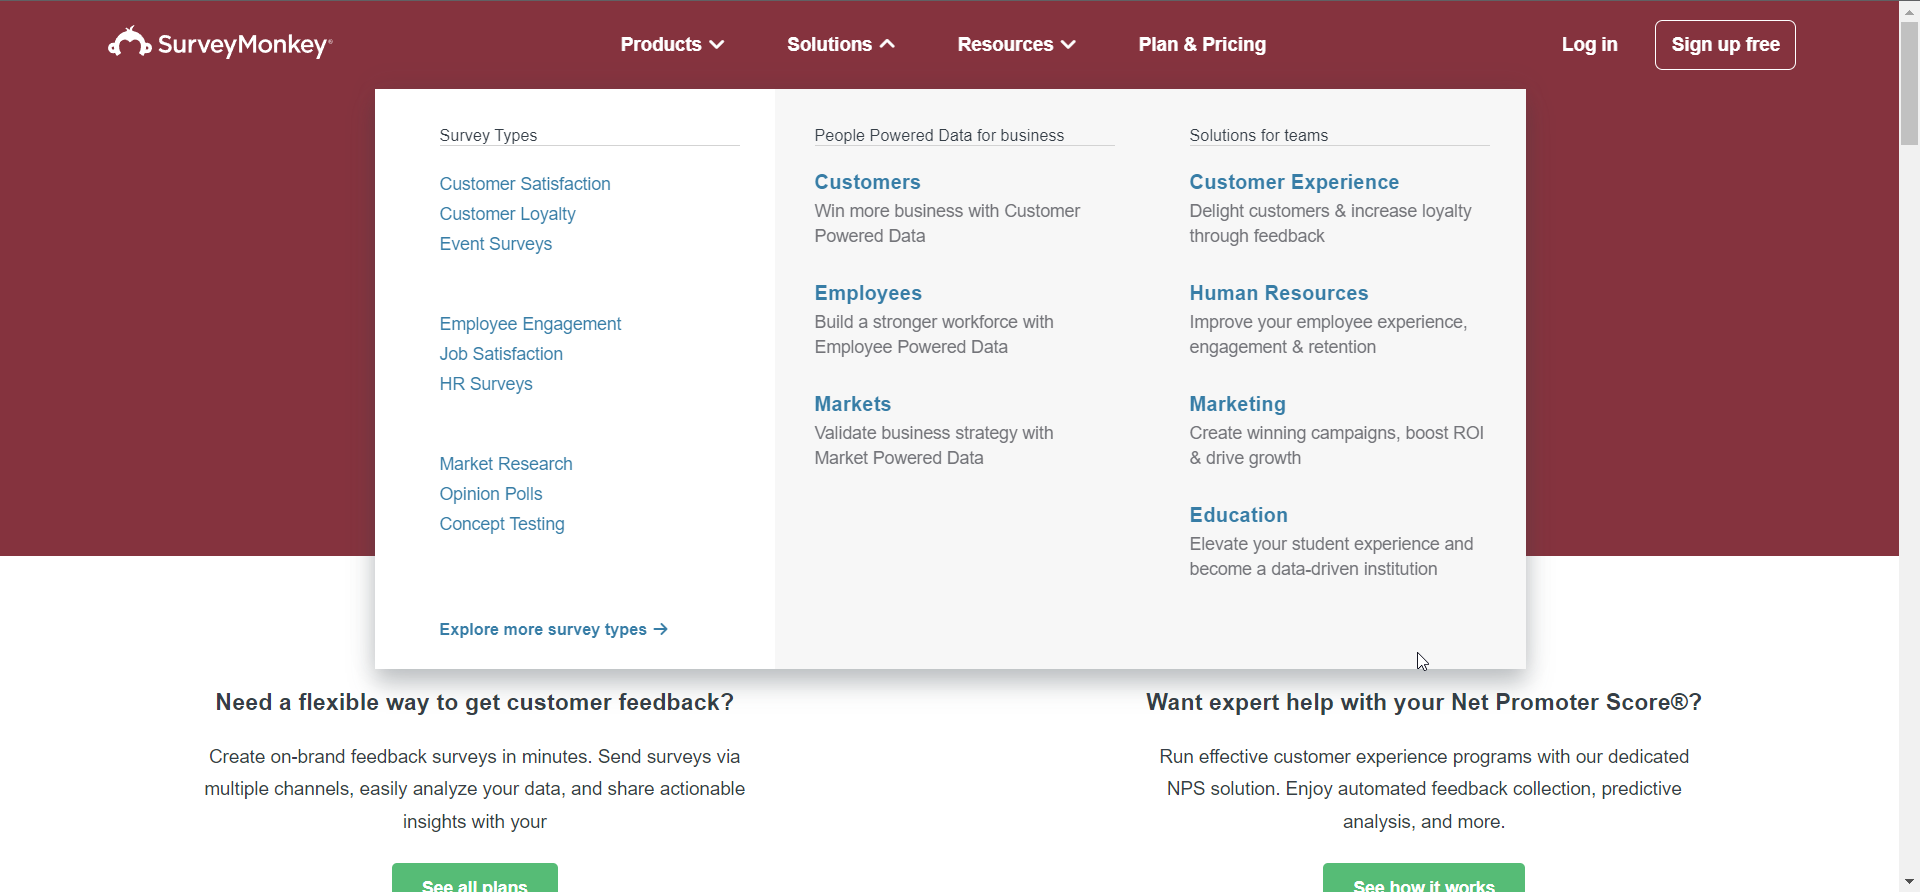 SurveyMonkey®
Products
Solutions
Resources
Plan & Pricing
Log in
Sign up free
Survey Types
Customer Satisfaction
Customer Loyalty
Event Surveys
Employee Engagement
Job Satisfaction
HR Surveys
Market Research
Opinion Polls
Concept Testing
Explore more survey types →
People Powered Data for business
Customers
Win more business with Customer
Powered Data
Employees
Build a stronger workforce with
Employee Powered Data
Markets
Validate business strategy with
Market Powered Data
Solutions for teams
Customer Experience
Delight customers & increase loyalty
through feedback
Human Resources
Improve your employee experience,
engagement & retention
Marketing
Create winning campaigns, boost ROI
& drive growth
Education
Elevate your student experience and
become a data-driven institution
Need a flexible way to get customer feedback?
Create on-brand feedback surveys in minutes. Send surveys via
multiple channels, easily analyze your data, and share actionable
insights with your
See all plans
Want expert help with your Net Promoter Score®?
Run effective customer experience programs with our dedicated
NPS solution. Enjoy automated feedback collection, predictive
analysis, and more.
See how it works